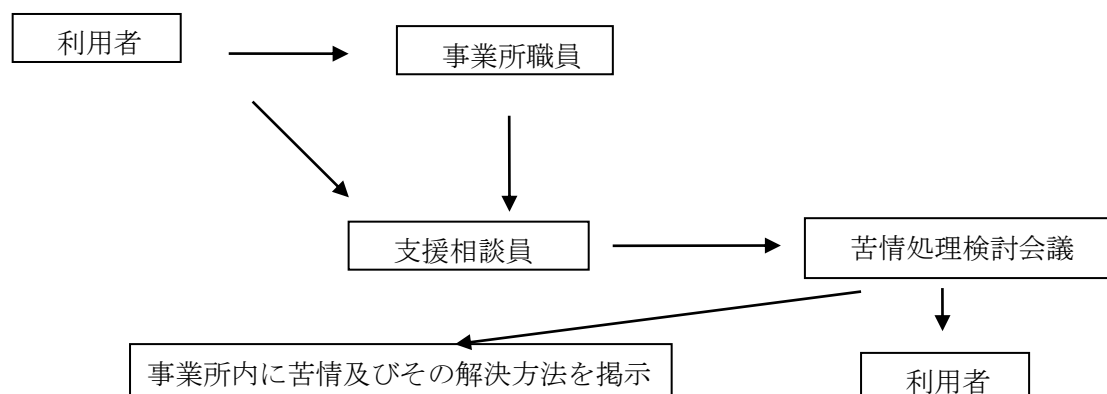 利用者
事業所職員
支援相談員
苦情処理検討会議
事業所内に苦情及びその解決方法を掲示
利用者